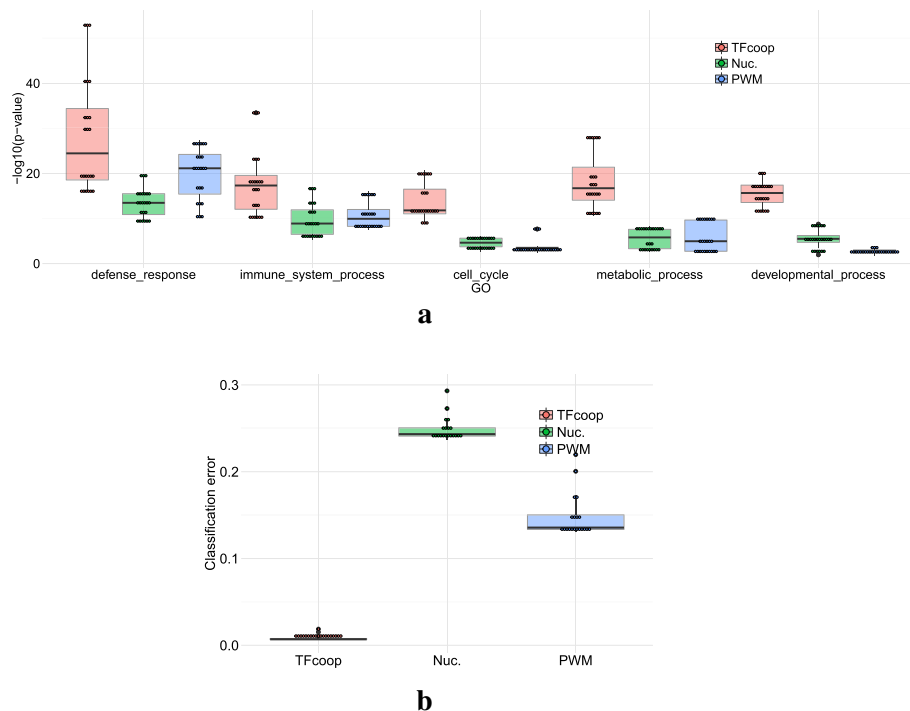 40
20
0
−log10(p−value)
TFcoop
Nuc.
PWM
defense_response immune_system_process cell_cycle metabolic_process developmental_process
GO
a
0.3
0.2
0.1
0.0
Classification error
TFcoop
Nuc.
PWM
TFcoop Nuc. PWM
b